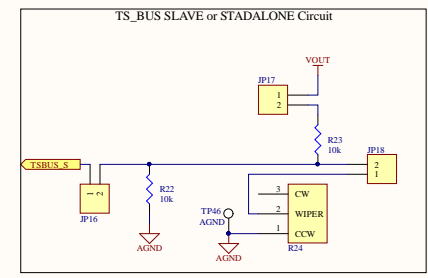 TS_BUS SLAVE or STADALONE Circuit
VOUT
JP17
1
2
R23
10k
JP18
2
1
TSBUS_S
1 2
JP16
R22
10k
AGND
TP46
AGND
AGND
3 CW
2 WIPER
1 CCW
R24